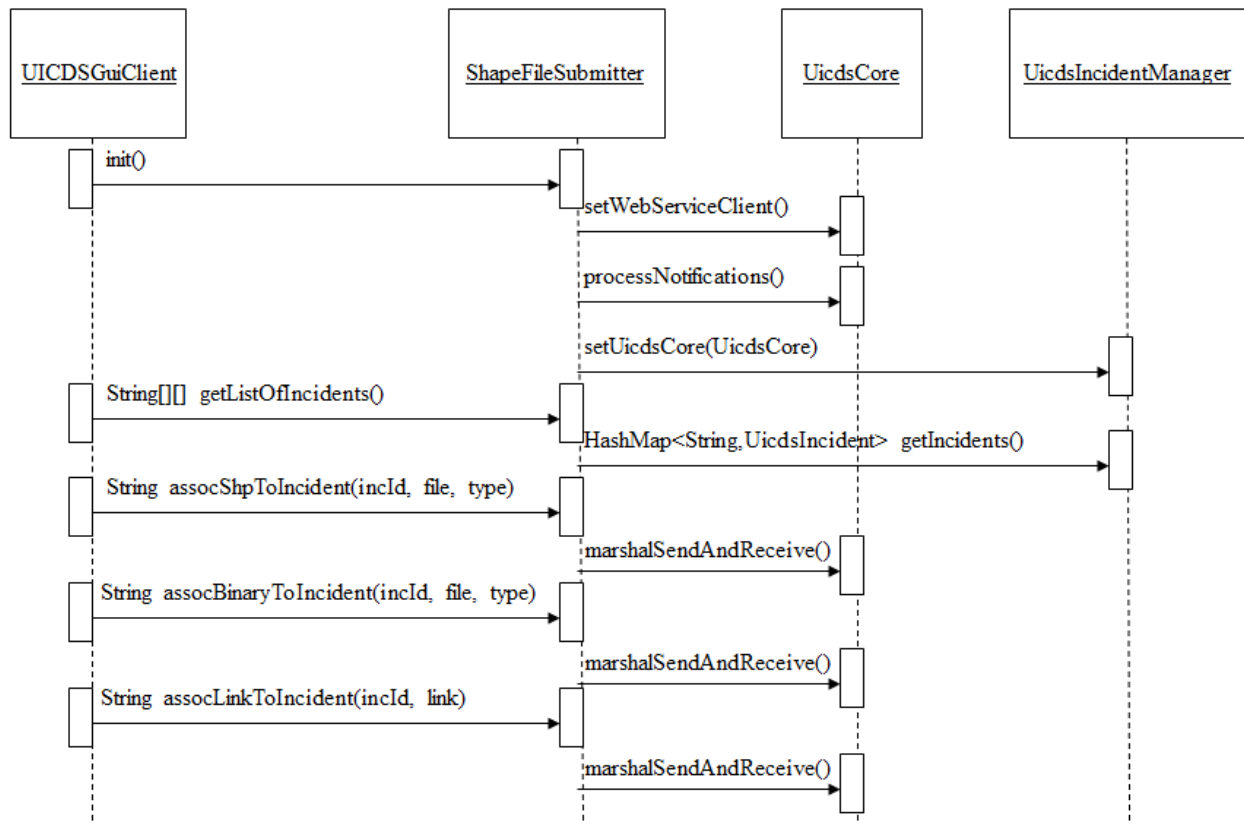 UICDSGuiClient
ShapeFileSubmitter
UicdsCore
UicdsIncidentManager
init()
setWebServiceClient()
processNotifications()
setUicdsCore(UicdsCore)
String[][] getListOfIncidents()
HashMap<String,UicdsIncident> getIncidents()
String assocShpToIncident(incId, file, type)
marshalSendAndReceive()
String assocBinaryToIncident(incId, file, type)
marshalSendAndReceive()
String assocLinkToIncident(incId, link)
marshalSendAndReceive()